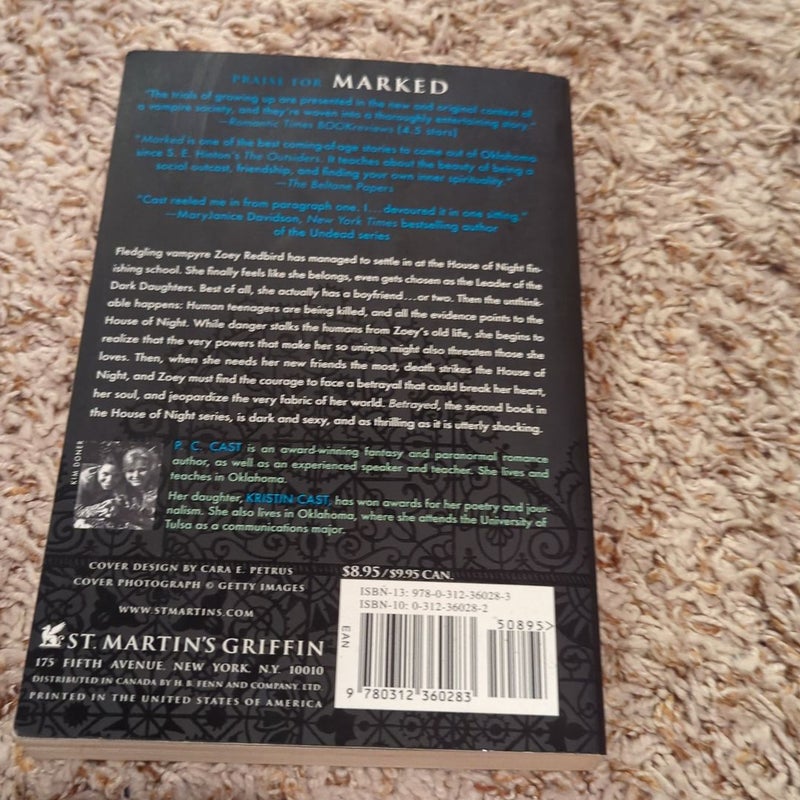 PRAISE FOR MARKED
"The trials of growing up are presented in the new and original context of
a vampire society, and they're woven into a thoroughly entertaining story."
—Romantic Times BOOKreviews (4.5 stars)
"Marked is one of the best coming-of-age stories to come out of Oklahoma
since S. E. Hinton's The Outsiders. It teaches about the beauty of being a
social outcast, friendship, and finding your own inner spirituality."
—The Beltane Papers
"Cast reeled me in from paragraph one. I... devoured it in one sitting."
—MaryJanice Davidson, New York Times bestselling author
of the Undead series
Fledgling vampyre Zoey Redbird has managed to settle in at the House of Night fin-
ishing school. She finally feels like she belongs, even gets chosen as the Leader of the
Dark Daughters. Best of all, she actually has a boyfriend...or two. Then the unthink-
able happens: Human teenagers are being killed, and all the evidence points to the
House of Night. While danger stalks the humans from Zoey's old life, she begins to
realize that the very powers that make her so unique might also threaten those she
loves. Then, when she needs her new friends the most, death strikes the House of
Night, and Zoey must find the courage to face a betrayal that could break her heart,
her soul, and jeopardize the very fabric of her world. Betrayed, the second book in
the House of Night series, is dark and sexy, and as thrilling as it is utterly shocking.
KIM DONER
P. C. CAST is an award-winning fantasy and paranormal romance
author, as well as an experienced speaker and teacher. She lives and
teaches in Oklahoma.
Her daughter, KRISTIN CAST, has won awards for her poetry and jour-
nalism. She also lives in Oklahoma, where she attends the University of
Tulsa as a communications major.
COVER DESIGN BY CARA E. PETRUS
COVER PHOTOGRAPH © GETTY IMAGES
WWW.STMARTINS.COM
ST. MARTIN'S GRIFFIN
175 FIFTH AVENUE, NEW YORK, N.Y. 10010
DISTRIBUTED IN CANADA BY H. B. FENN AND COMPANY, LTD.
PRINTED IN THE UNITED STATES OF AMERICA
$8.95/$9.95 CAN.
ISBN-13: 978-0-312-36028-3
ISBN-10: 0-312-36028-2
50895>
EAN
9 780312 360283